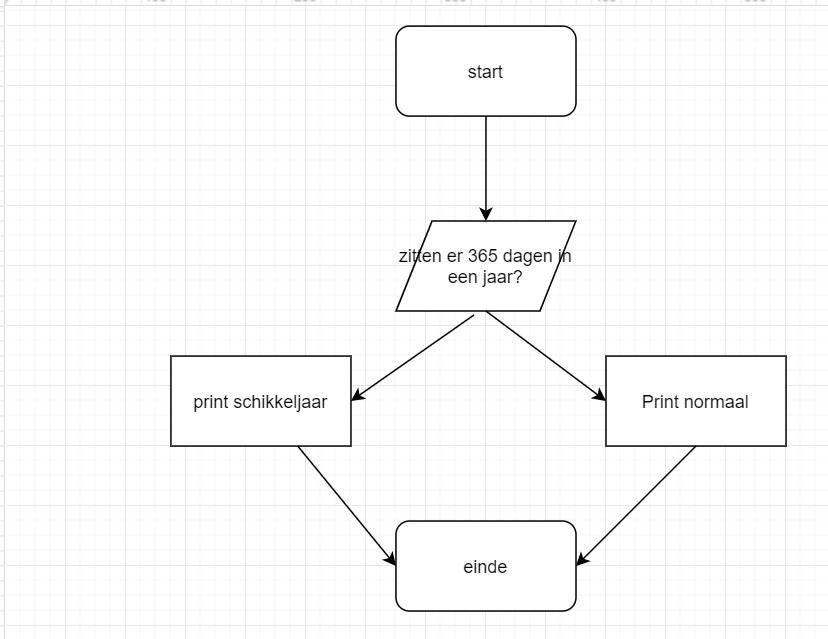 start
zitten er 365 dagen in
een jaar?
print schikkeljaar
Print normaal
einde